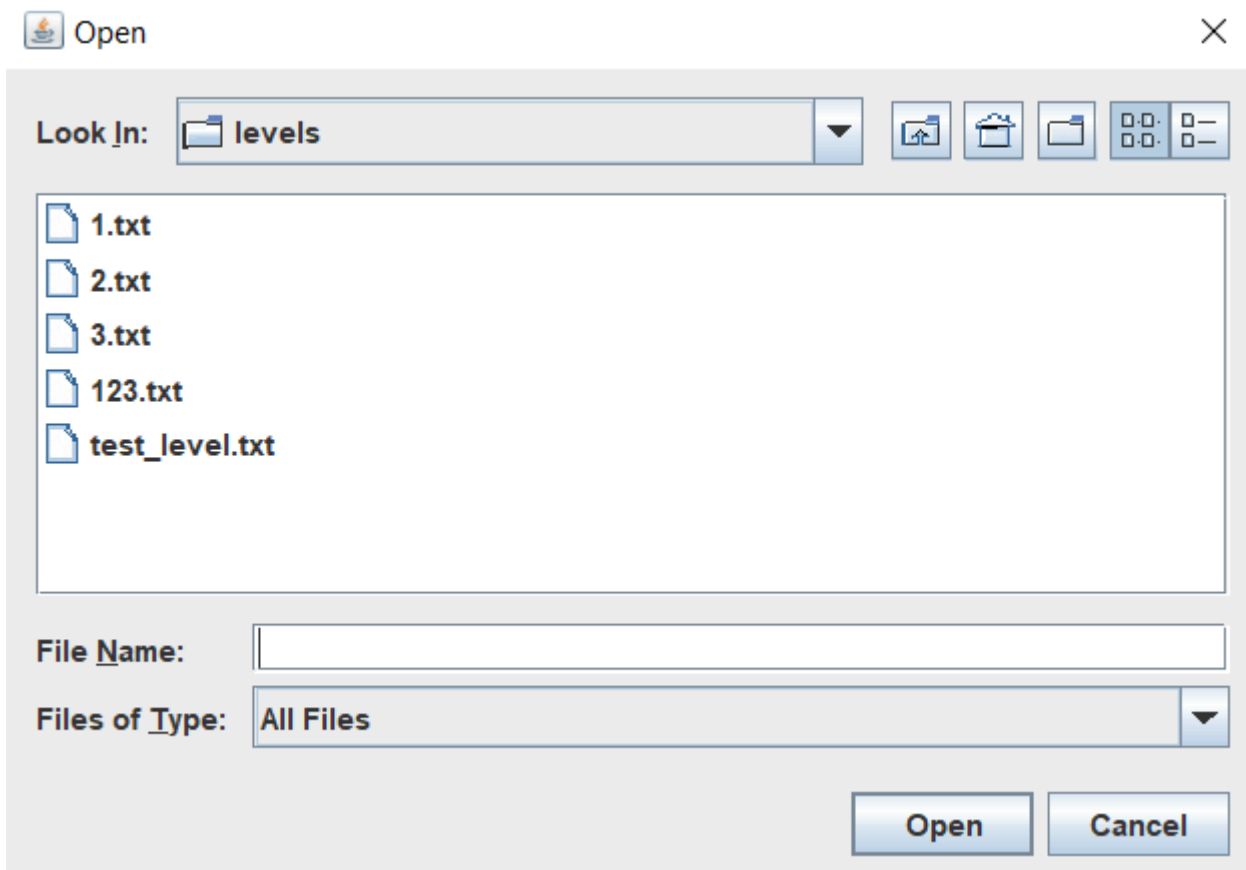 Open
Look In: levels
1.txt
2.txt
3.txt
123.txt
test_level.txt
File Name:
Files of Type: All Files
Open Cancel